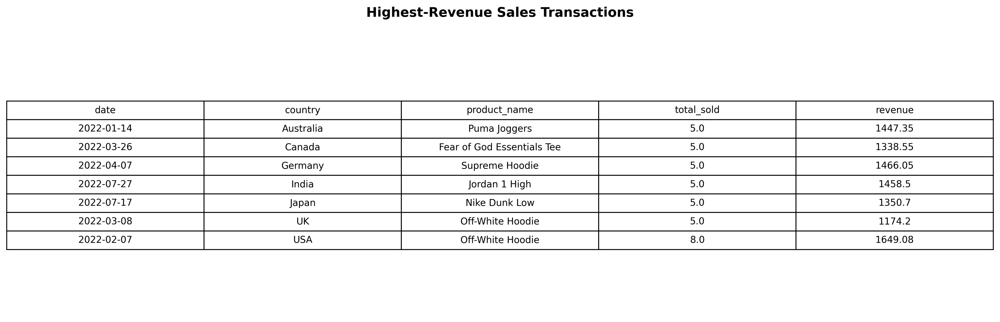 Highest-Revenue Sales Transactions
date country product_name total_sold revenue
2022-01-14 Australia Puma Joggers 5.0 1447.35
2022-03-26 Canada Fear of God Essentials Tee 5.0 1338.55
2022-04-07 Germany Supreme Hoodie 5.0 1466.05
2022-07-27 India Jordan 1 High 5.0 1458.5
2022-07-17 Japan Nike Dunk Low 5.0 1350.7
2022-03-08 UK Off-White Hoodie 5.0 1174.2
2022-02-07 USA Off-White Hoodie 8.0 1649.08